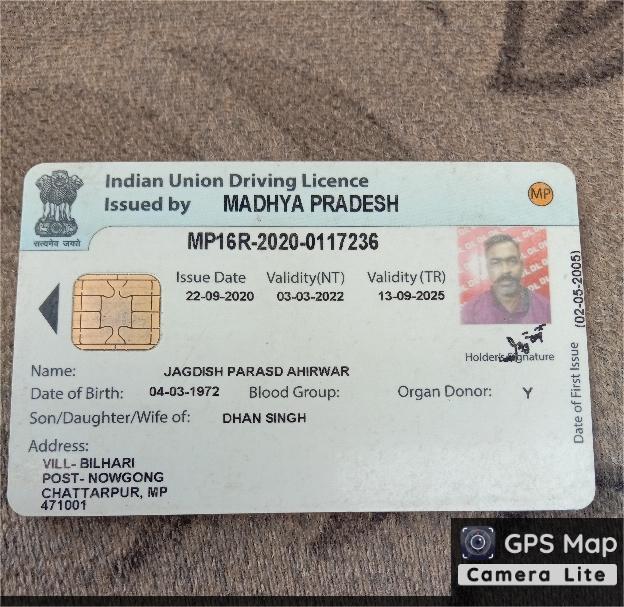 Indian Union Driving Licence
Issued by MADHYA PRADESH
MP
सत्यमेव जयते
MP16R-2020-0117236
Issue Date Validity(NT) Validity (TR)
22-09-2020 03-03-2022 13-09-2025
Holder's Signature
Date of First Issue (02-05-2005)
Name: JAGDISH PARASD AHIRWAR
Date of Birth: 04-03-1972 Blood Group: Organ Donor: Y
Son/Daughter/Wife of: DHAN SINGH
Address:
VILL- BILHARI
POST- NOWGONG
CHATTARPUR, MP
471001
GPS Map
Camera Lite